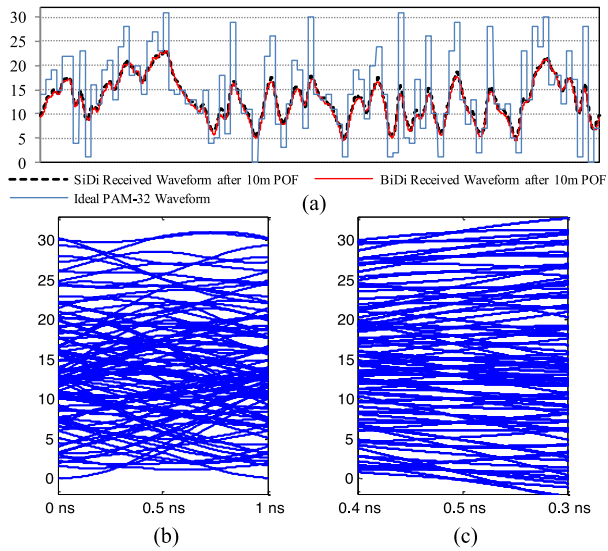 30
25
20
15
10
5
0
SiDi Received Waveform after 10m POF
BiDi Received Waveform after 10m POF
Ideal PAM-32 Waveform
(a)
30
25
20
15
10
5
0
0 ns
0.5 ns
1 ns
(b)
30
25
20
15
10
5
0
0.4 ns
0.5 ns
0.3 ns
(c)